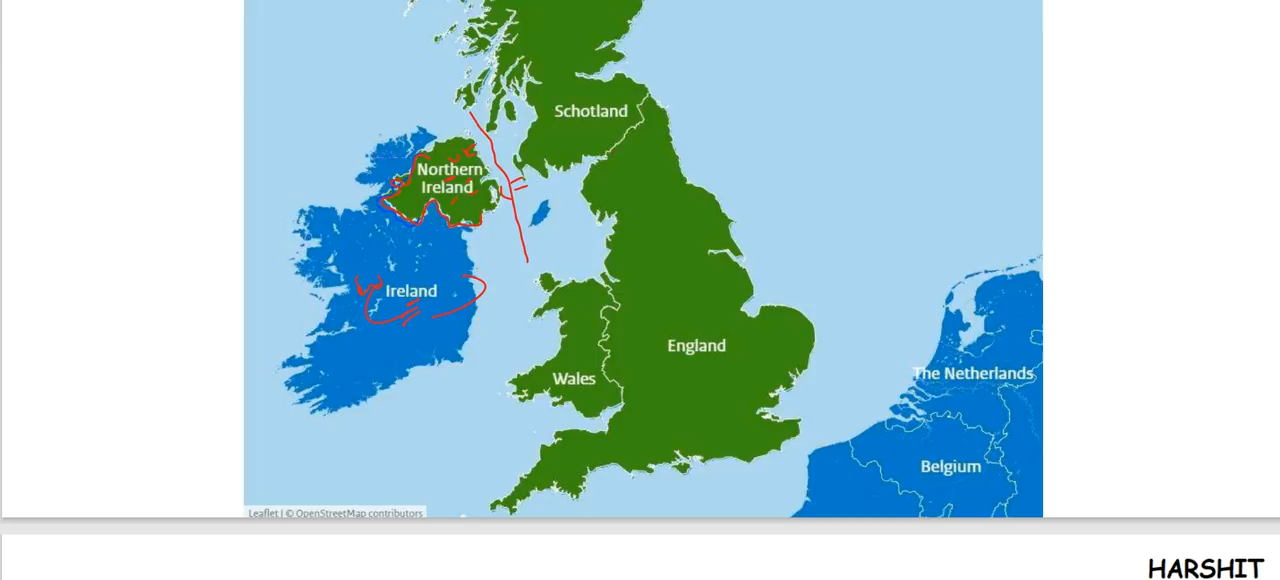 Schotland
Northern
Ireland
Ireland
England
Wales
The Netherlands
Belgium
Leaflet | © OpenStreetMap contributors
HARSHIT